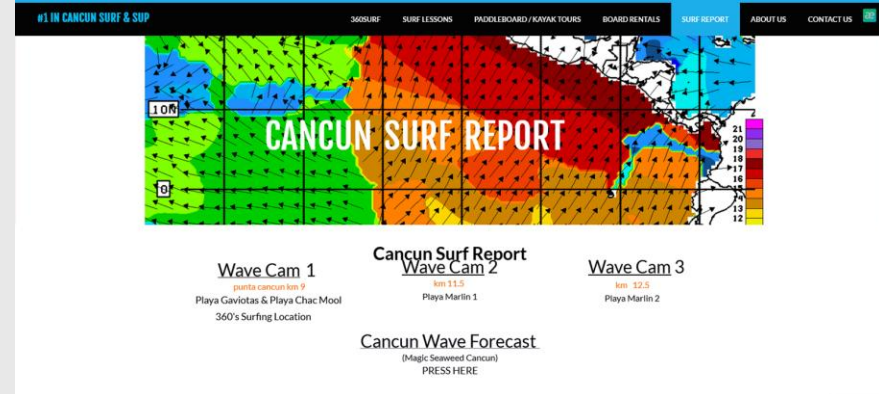 #1 IN CANCUN SURF & SUP
360SURF SURF LESSONS PADDLEBOARD / KAYAK TOURS BOARD RENTALS SURF REPORT ABOUT US CONTACT US
10N
0
CANCUN SURF REPORT
21
20
19
18
17
16
15
14
13
12
Cancun Surf Report
Wave Cam 1
punta cancun km 9
Playa Gaviotas & Playa Chac Mool
360's Surfing Location
Wave Cam 2
km 11.5
Playa Marlin 1
Wave Cam 3
km 12.5
Playa Marlin 2
Cancun Wave Forecast
(Magic Seaweed Cancun)
PRESS HERE